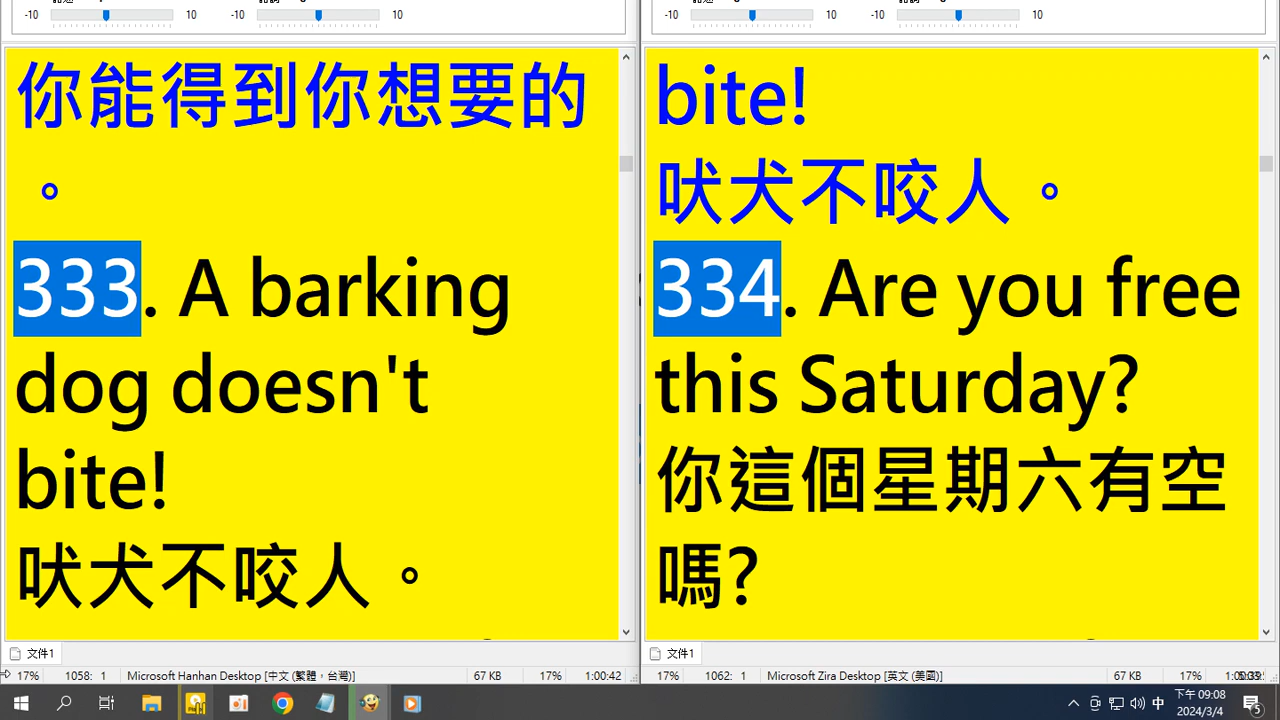 -10 10 -10 10
你能得到你想要的
。
333. A barking
dog doesn't
bite!
吠犬不咬人。
文件1
17% 1058: 1 Microsoft Hanhan Desktop [中文 (繁體，台灣)] 67 KB 17% 1:00:42
-10 10 -10 10
bite!
吠犬不咬人。
334. Are you free
this Saturday?
你這個星期六有空
嗎?
文件1
17% 1062: 1 Microsoft Zira Desktop [英文 (美國)] 67 KB 17%
中
下午 09:08
2024/3/4
5